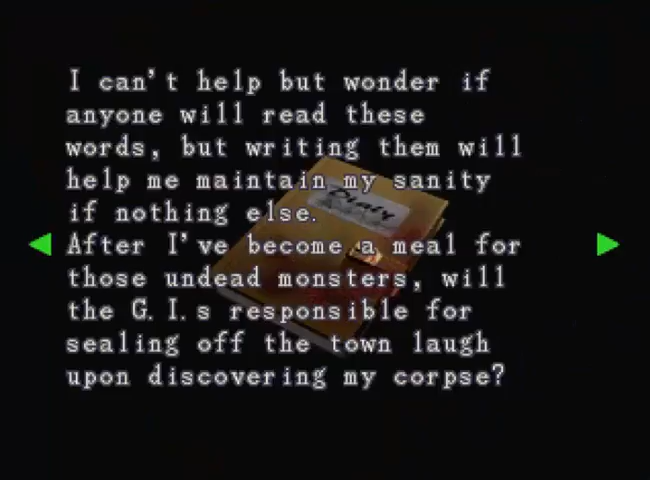 I can't help but wonder if
anyone will read these
words, but writing them will
help me maintain my sanity
if nothing else.
After I've become a meal for
those undead monsters, will
the G.I.s responsible for
sealing off the town laugh
upon discovering my corpse?
Diary